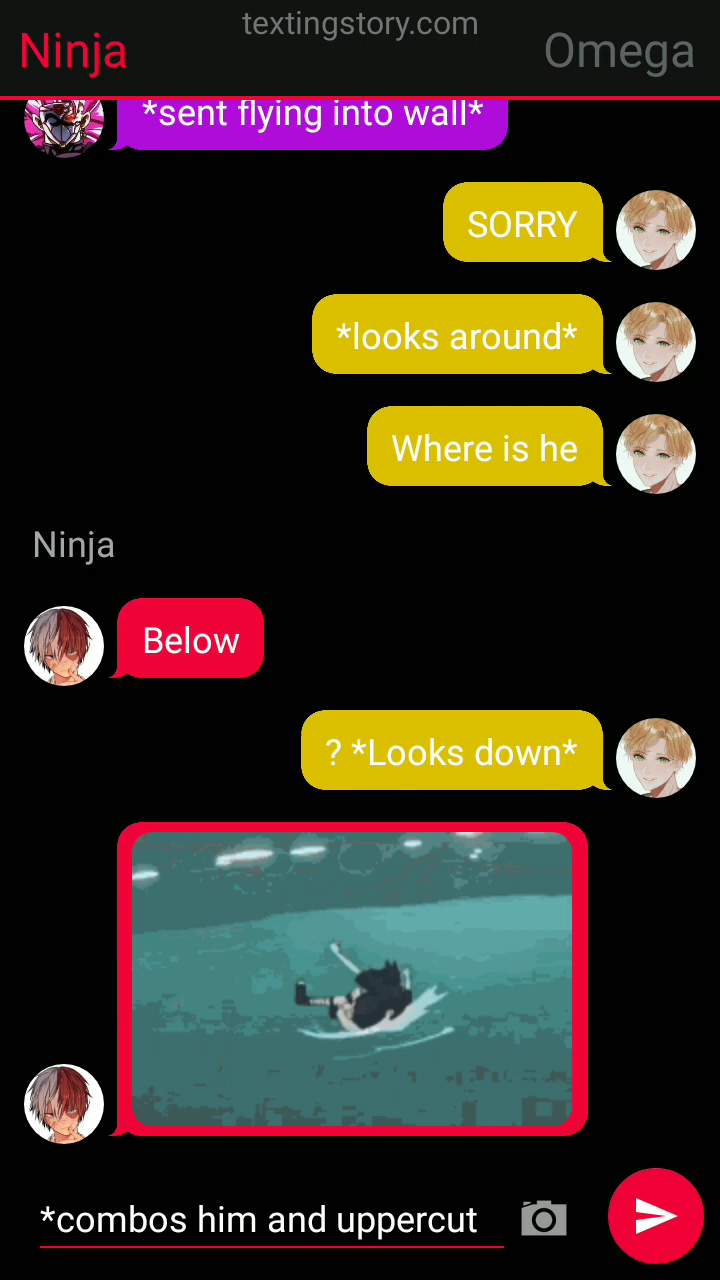 textingstory.com
Ninja
Omega
*sent flying into wall*
SORRY
*looks around*
Where is he
Ninja
Below
? *Looks down*
*combos him and uppercut